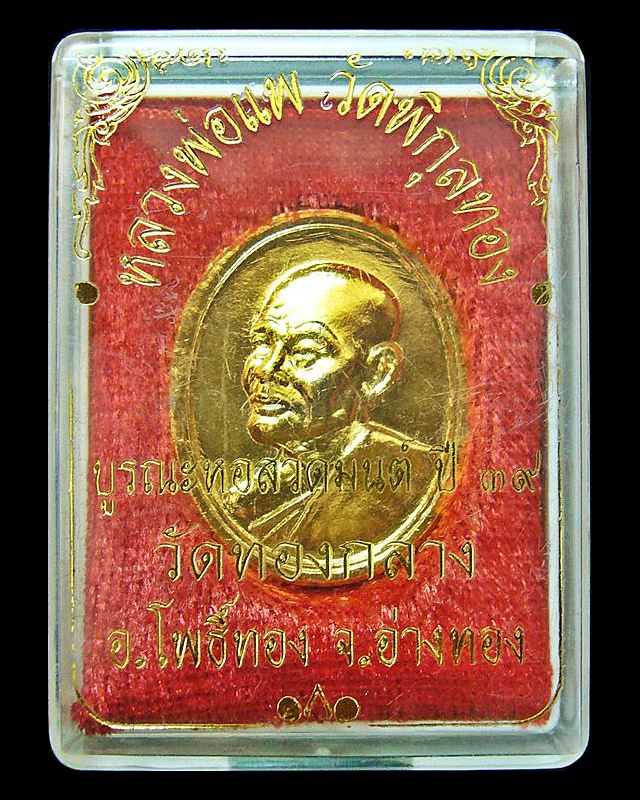 หลวงพ่อแพ วัดพิกุลทอง
บูรณะหอสวดมนต์ ปี ๓๙
วัดทองกลาง
อ.โพธิ์ทอง จ.อ่างทอง